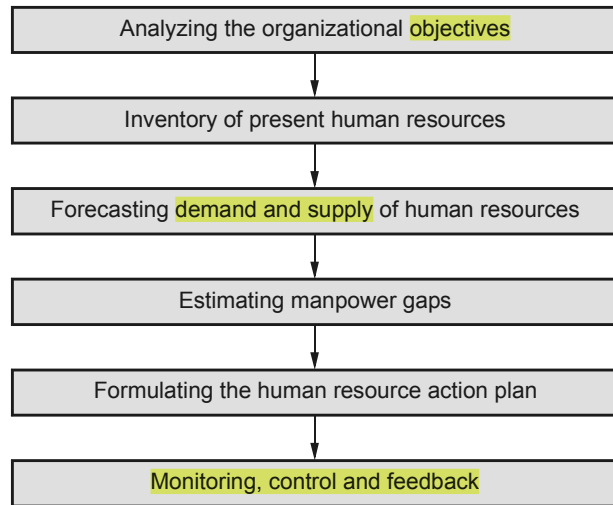 Analyzing the organizational objectives
Inventory of present human resources
Forecasting demand and supply of human resources
Estimating manpower gaps
Formulating the human resource action plan
Monitoring, control and feedback